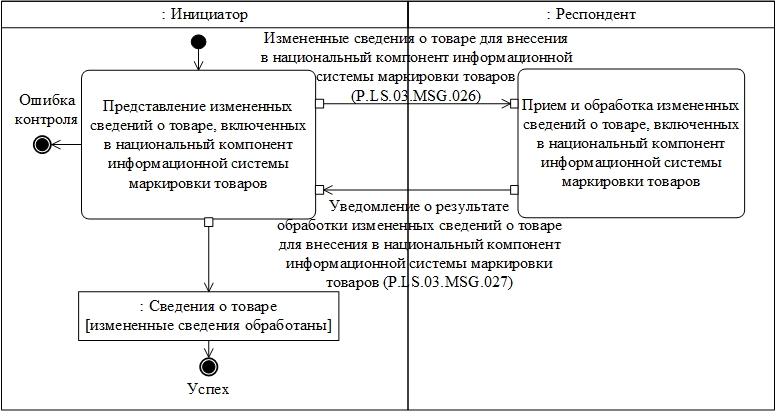 : Инициатор
: Респондент
Измененные сведения о товаре для внесения
в национальный компонент информационной
системы маркировки товаров
(P.LS.03.MSG.026)
Ошибка
контроля
Представление измененных
сведений о товаре, включенных
в национальный компонент
информационной системы
маркировки товаров
Прием и обработка измененных
сведений о товаре, включенных
в национальный компонент
информационной системы
маркировки товаров
Уведомление о результате
обработки измененных сведений о товаре
для внесения в национальный компонент
информационной системы маркировки
товаров (P.LS.03.MSG.027)
: Сведения о товаре
[измененные сведения обработаны]
Успех